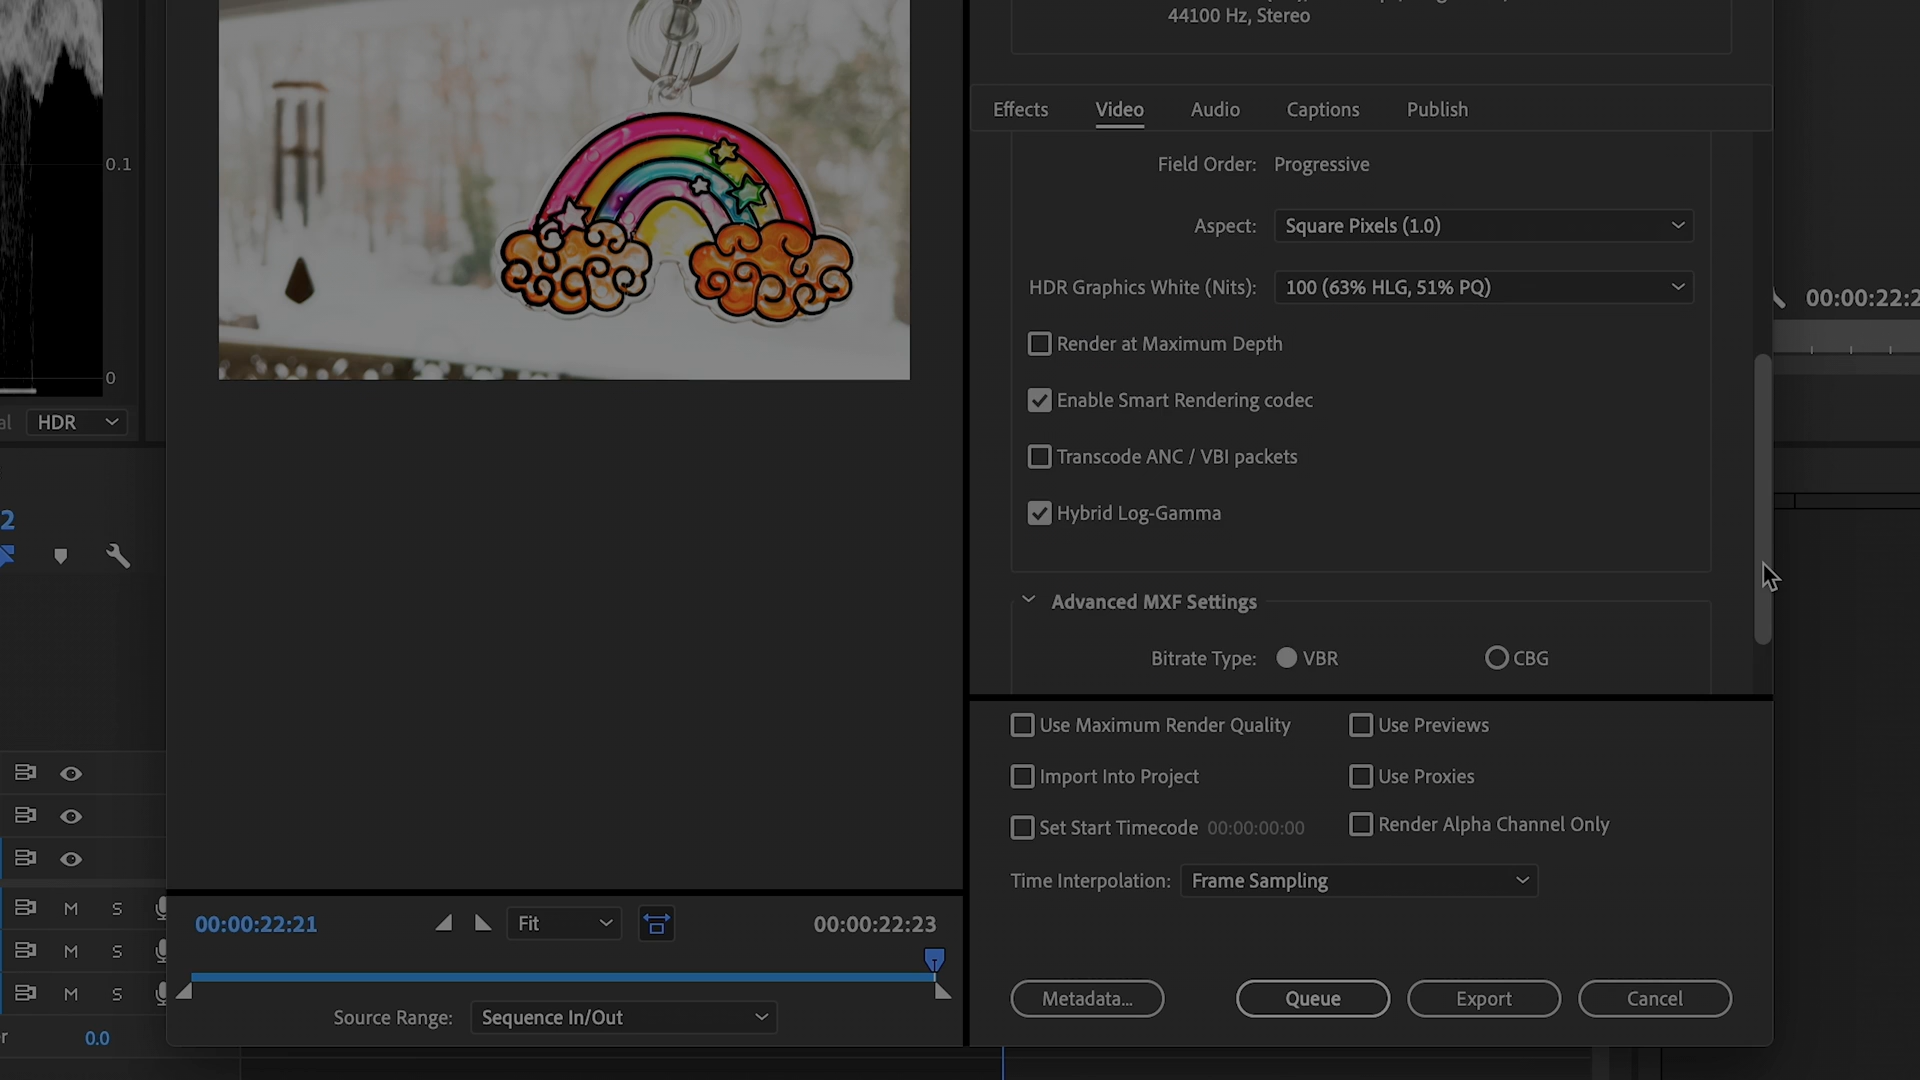 44100 Hz, Stereo
Effects Video Audio Captions Publish
0.1
Field Order: Progressive
Aspect: Square Pixels (1.0)
HDR Graphics White (Nits): 100 (63% HLG, 51% PQ)
00:00:22:2
Render at Maximum Depth
0
Enable Smart Rendering codec
al HDR
Transcode ANC / VBI packets
Hybrid Log-Gamma
2
Advanced MXF Settings
Bitrate Type: VBR CBG
Use Maximum Render Quality Use Previews
Import Into Project Use Proxies
Set Start Timecode 00:00:00:00 Render Alpha Channel Only
Time Interpolation: Frame Sampling
M S
00:00:22:21 Fit 00:00:22:23
M S
M S
Metadata... Queue Export Cancel
Source Range: Sequence In/Out
r 0.0